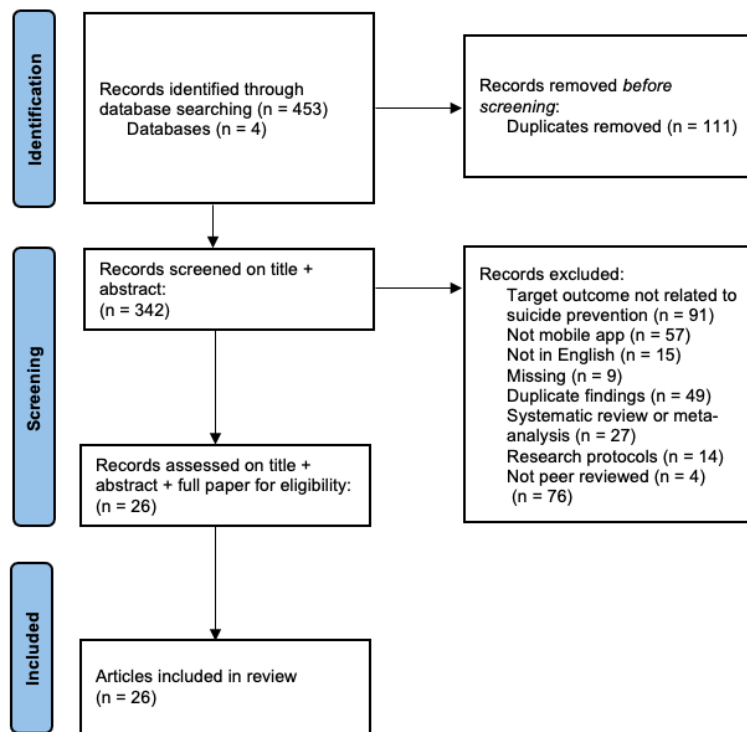 Identification
Records identified through
database searching (n = 453)
Databases (n = 4)
Records removed before
screening:
Duplicates removed (n = 111)
Screening
Records screened on title +
abstract:
(n = 342)
Records excluded:
Target outcome not related to
suicide prevention (n = 91)
Not mobile app (n = 57)
Not in English (n = 15)
Missing (n = 9)
Duplicate findings (n = 49)
Systematic review or meta-
analysis (n = 27)
Research protocols (n = 14)
Not peer reviewed (n = 4)
(n = 76)
Records assessed on title +
abstract + full paper for eligibility:
(n = 26)
Included
Articles included in review
(n = 26)